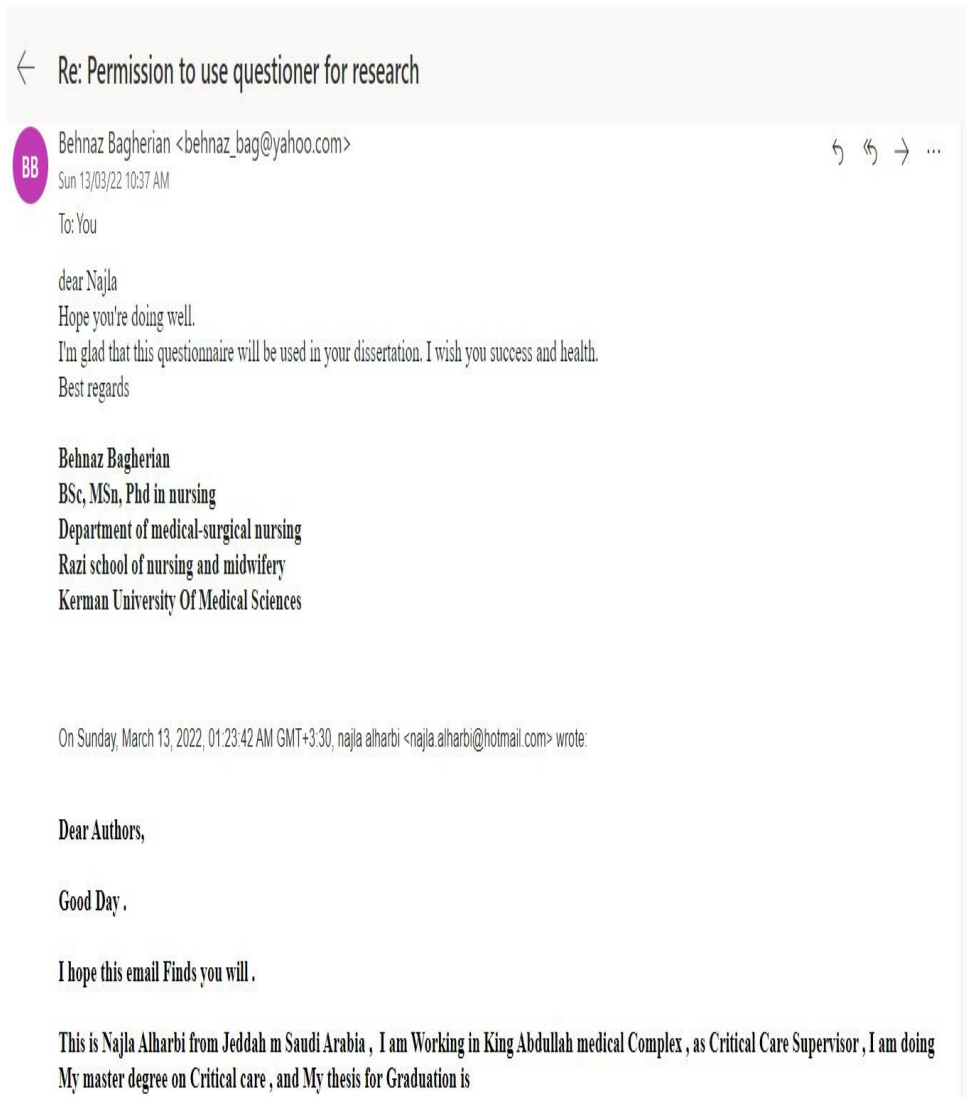 Re: Permission to use questioner for research
BB
Behnaz Bagherian <behnaz_bag@yahoo.com>
Sun 13/03/22 10:37 AM
To: You
dear Najla
Hope you're doing well.
I'm glad that this questionnaire will be used in your dissertation. I wish you success and health.
Best regards
Behnaz Bagherian
BSc, MSn, Phd in nursing
Department of medical-surgical nursing
Razi school of nursing and midwifery
Kerman University Of Medical Sciences
On Sunday, March 13, 2022, 01:23:42 AM GMT+3:30, najla alharbi <najla.alharbi@hotmail.com> wrote:
Dear Authors,
Good Day .
I hope this email Finds you will .
This is Najla Alharbi from Jeddah m Saudi Arabia , I am Working in King Abdullah medical Complex , as Critical Care Supervisor , I am doing
My master degree on Critical care , and My thesis for Graduation is